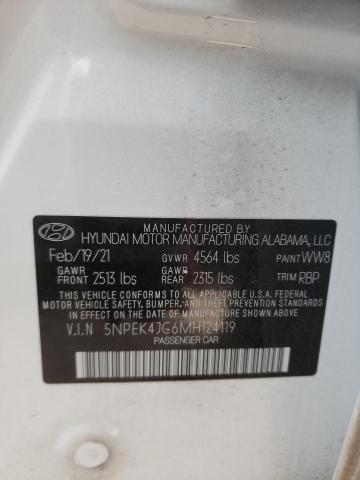 MANUFACTURED BY
HYUNDAI MOTOR MANUFACTURING ALABAMA, LLC
Feb/19/21 GVWR 4564 lbs PAINT WW8
GAWR GAWR
FRONT 2513 lbs REAR 2315 lbs TRIM RBP
THIS VEHICLE CONFORMS TO ALL APPLICABLE U.S.A. FEDERAL
MOTOR VEHICLE SAFETY, BUMPER, AND THEFT PREVENTION
STANDARDS IN EFFECT ON THE DATE OF MANUFACTURE SHOWN ABOVE.
V.I.N 5NPEK4JG6MH124119
PASSENGER CAR